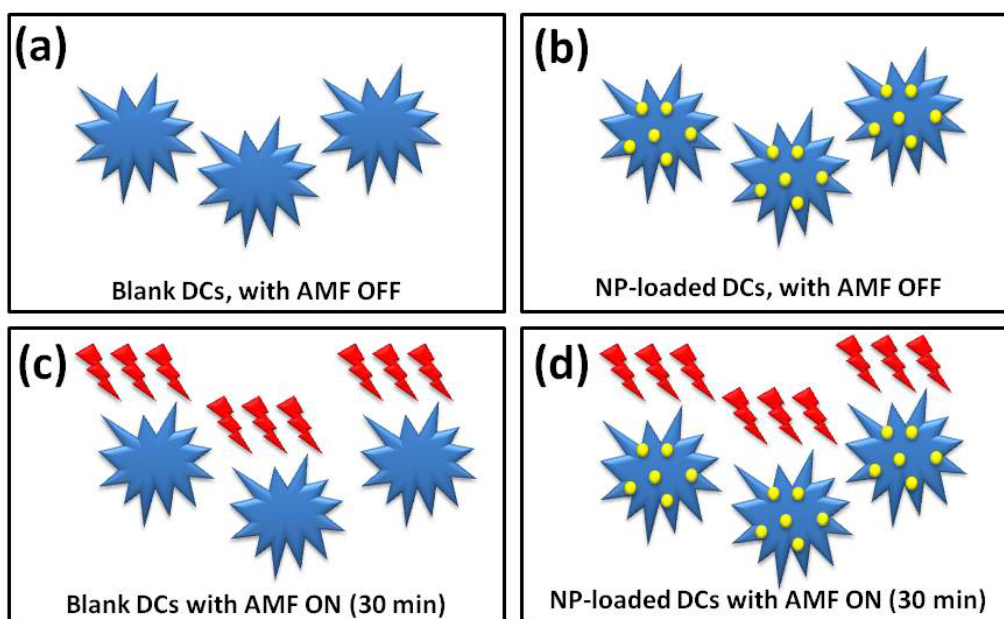 (a)
Blank DCs, with AMF OFF
(b)
NP-loaded DCs, with AMF OFF
(c)
Blank DCs with AMF ON (30 min)
(d)
NP-loaded DCs with AMF ON (30 min)